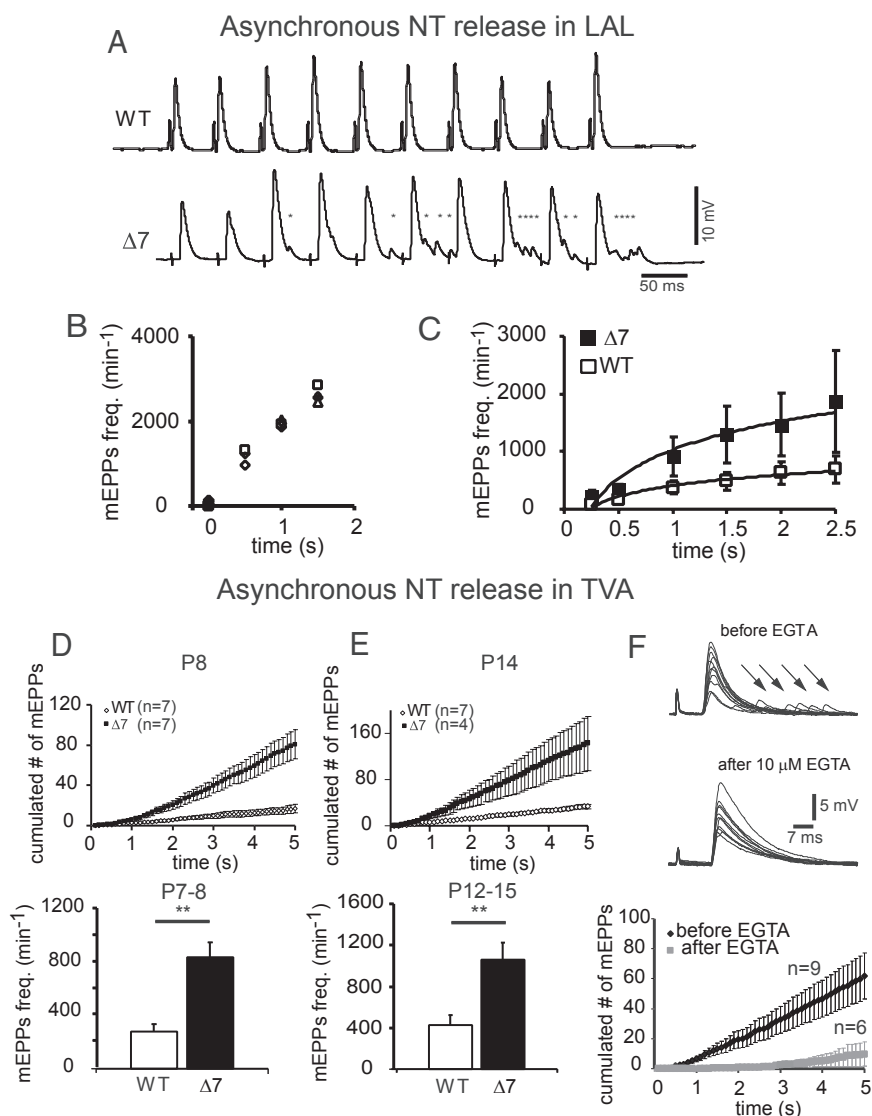 Asynchronous NT release in LAL
A
WT
Δ7
* * * * * **** * * ****
10 mV
50 ms
B
mEPPs freq. (min-1)
4000
2000
0
0 1 2
time (s)
C
mEPPs freq. (min-1)
3000
2000
1000
0
Δ7
WT
0 0.5 1 1.5 2 2.5
time (s)
Asynchronous NT release in TVA
D
P8
cumulated # of mEPPs
120
80
40
0
WT (n=7)
Δ7 (n=7)
0 1 2 3 4 5
time (s)
P7-8
mEPPs freq. (min-1)
1200
800
400
0
**
WT Δ7
E
P14
cumulated # of mEPPs
160
80
0
WT (n=7)
Δ7 (n=4)
0 1 2 3 4 5
time (s)
P12-15
mEPPs freq. (min-1)
1600
1200
800
400
0
**
WT Δ7
F
before EGTA
after 10 μM EGTA
5 mV
7 ms
cumulated # of mEPPs
100
80
60
40
20
0
before EGTA
after EGTA
n=9
n=6
0 1 2 3 4 5
time (s)